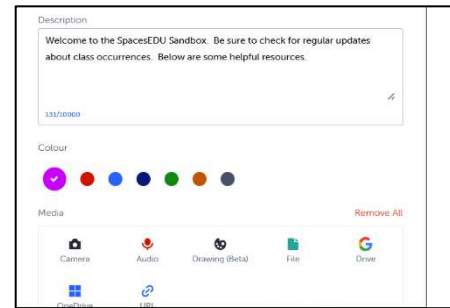 Description
Welcome to the SpacesEDU Sandbox. Be sure to check for regular updates
about class occurrences. Below are some helpful resources.
131/10000
Colour
Media Remove All
Camera Audio Drawing (Beta) File Drive
OneDrive URL